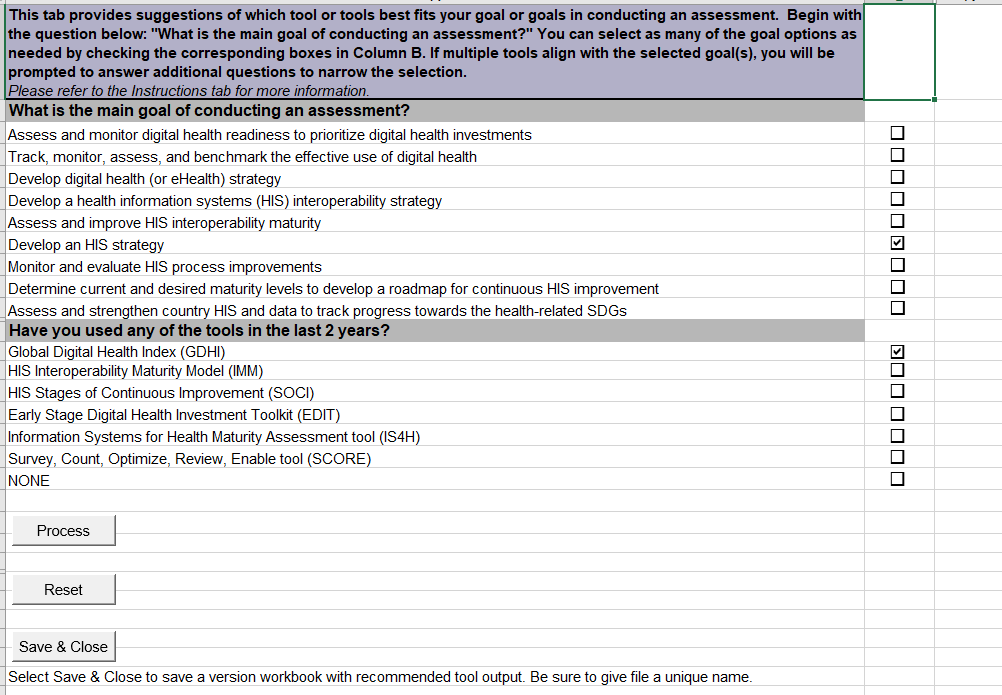 This tab provides suggestions of which tool or tools best fits your goal or goals in conducting an assessment.  Begin with
the question below: "What is the main goal of conducting an assessment?" You can select as many of the goal options as
needed by checking the corresponding boxes in Column B. If multiple tools align with the selected goal(s), you will be
prompted to answer additional questions to narrow the selection.
Please refer to the Instructions tab for more information.
What is the main goal of conducting an assessment?
Assess and monitor digital health readiness to prioritize digital health investments
Track, monitor, assess, and benchmark the effective use of digital health
Develop digital health (or eHealth) strategy
Develop a health information systems (HIS) interoperability strategy
Assess and improve HIS interoperability maturity
Develop an HIS strategy
Monitor and evaluate HIS process improvements
Determine current and desired maturity levels to develop a roadmap for continuous HIS improvement
Assess and strengthen country HIS and data to track progress towards the health-related SDGs
Have you used any of the tools in the last 2 years?
Global Digital Health Index (GDHI)
HIS Interoperability Maturity Model (IMM)
HIS Stages of Continuous Improvement (SOCI)
Early Stage Digital Health Investment Toolkit (EDIT)
Information Systems for Health Maturity Assessment tool (IS4H)
Survey, Count, Optimize, Review, Enable tool (SCORE)
NONE
Process
Reset
Save & Close
Select Save & Close to save a version workbook with recommended tool output. Be sure to give file a unique name.